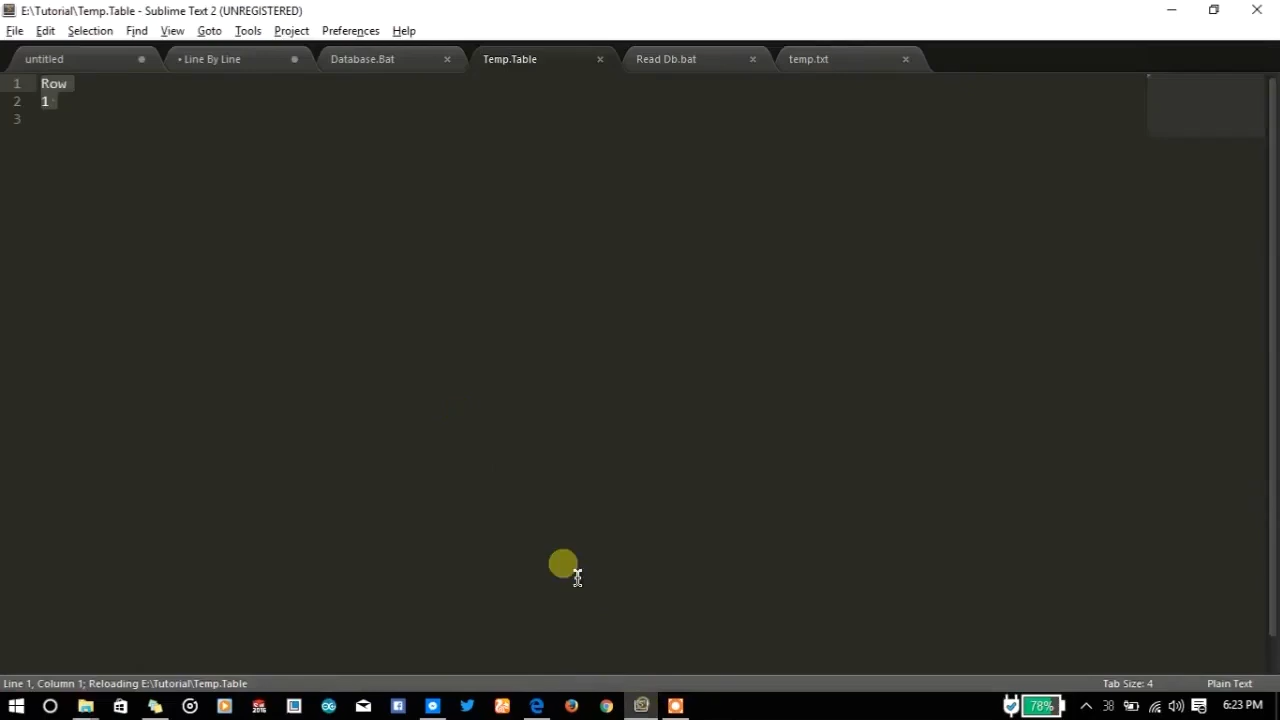 E:\Tutorial\Temp.Table - Sublime Text 2 (UNREGISTERED)
File Edit Selection View Find Goto Tools Project Preferences Help
untitled • Line By Line Database.Bat Temp.Table Read Db.bat temp.txt
1 Row
2 1
3
Line 1, Column 1; Reloading E:\Tutorial\Temp.Table Tab Size: 4 Plain Text
78% 38 6:23 PM